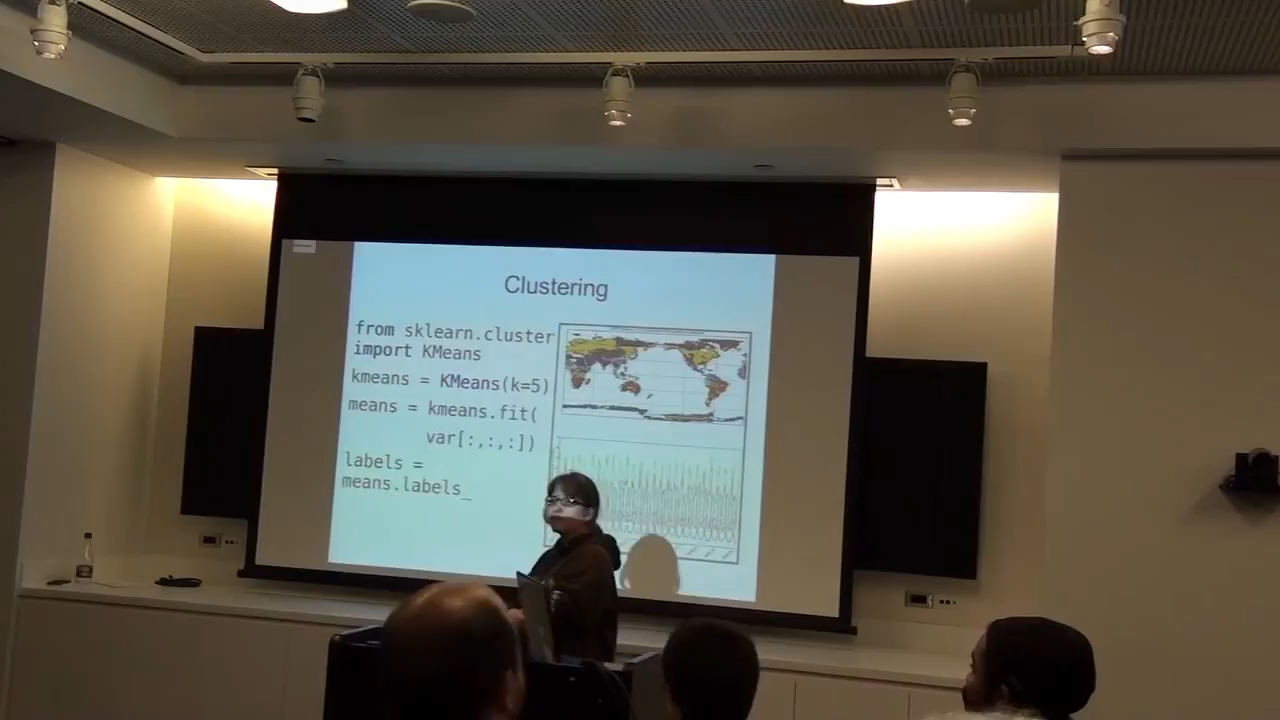 Clustering
from sklearn.cluster
import KMeans
kmeans = KMeans(k=5)
means = kmeans.fit(
var[:,:,:])
labels =
means.labels_